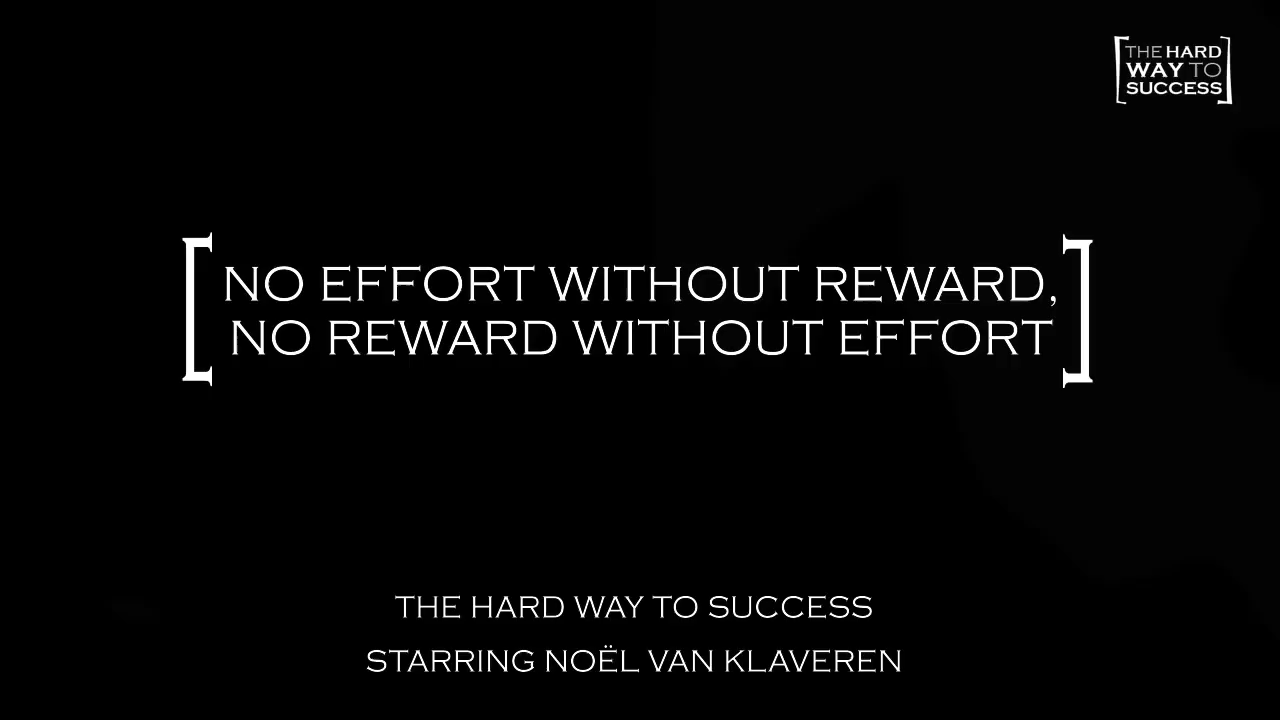 THE HARD
WAY TO
SUCCESS
NO EFFORT WITHOUT REWARD,
NO REWARD WITHOUT EFFORT
THE HARD WAY TO SUCCESS
STARRING NOËL VAN KLAVEREN